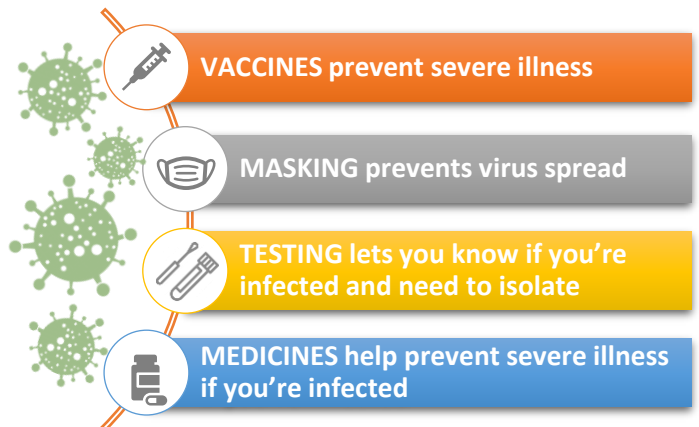 VACCINES prevent severe illness
MASKING prevents virus spread
TESTING lets you know if you’re
infected and need to isolate
MEDICINES help prevent severe illness
if you’re infected